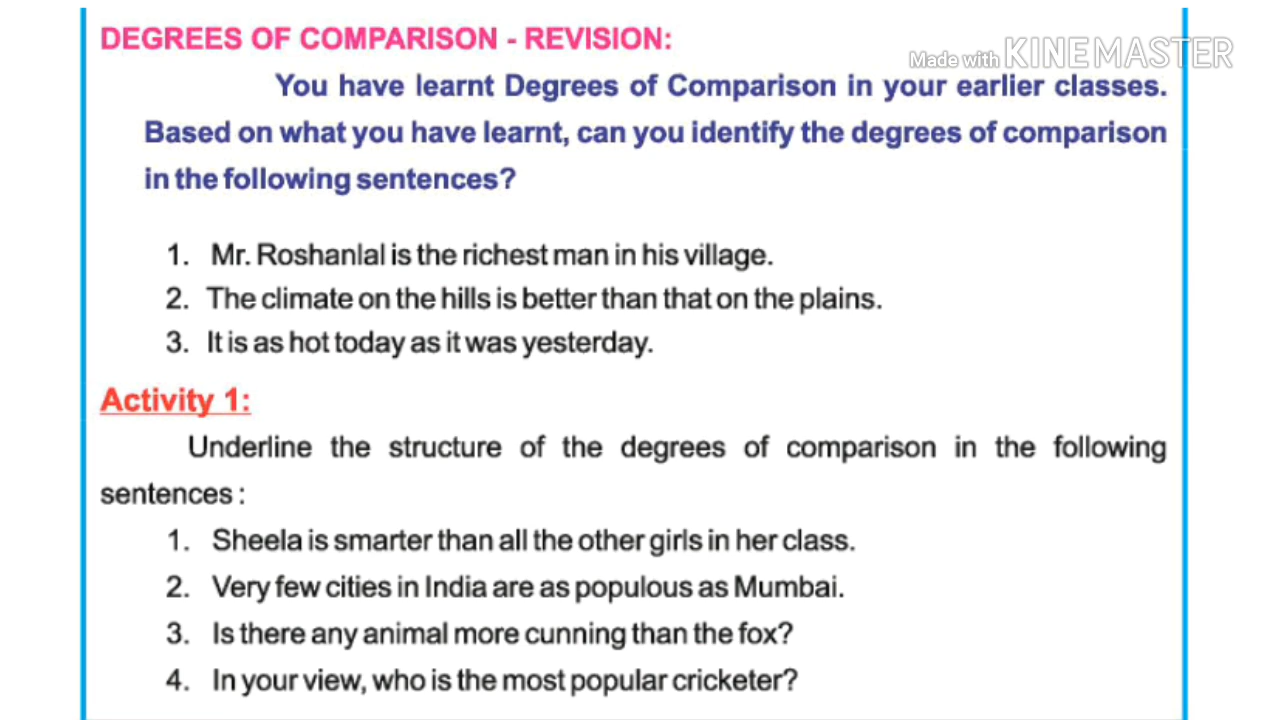 DEGREES OF COMPARISON - REVISION:
Made with KINEMASTER
You have learnt Degrees of Comparison in your earlier classes.
Based on what you have learnt, can you identify the degrees of comparison
in the following sentences?
1. Mr. Roshanlal is the richest man in his village.
2. The climate on the hills is better than that on the plains.
3. It is as hot today as it was yesterday.
Activity 1:
Underline the structure of the degrees of comparison in the following
sentences :
1. Sheela is smarter than all the other girls in her class.
2. Very few cities in India are as populous as Mumbai.
3. Is there any animal more cunning than the fox?
4. In your view, who is the most popular cricketer?